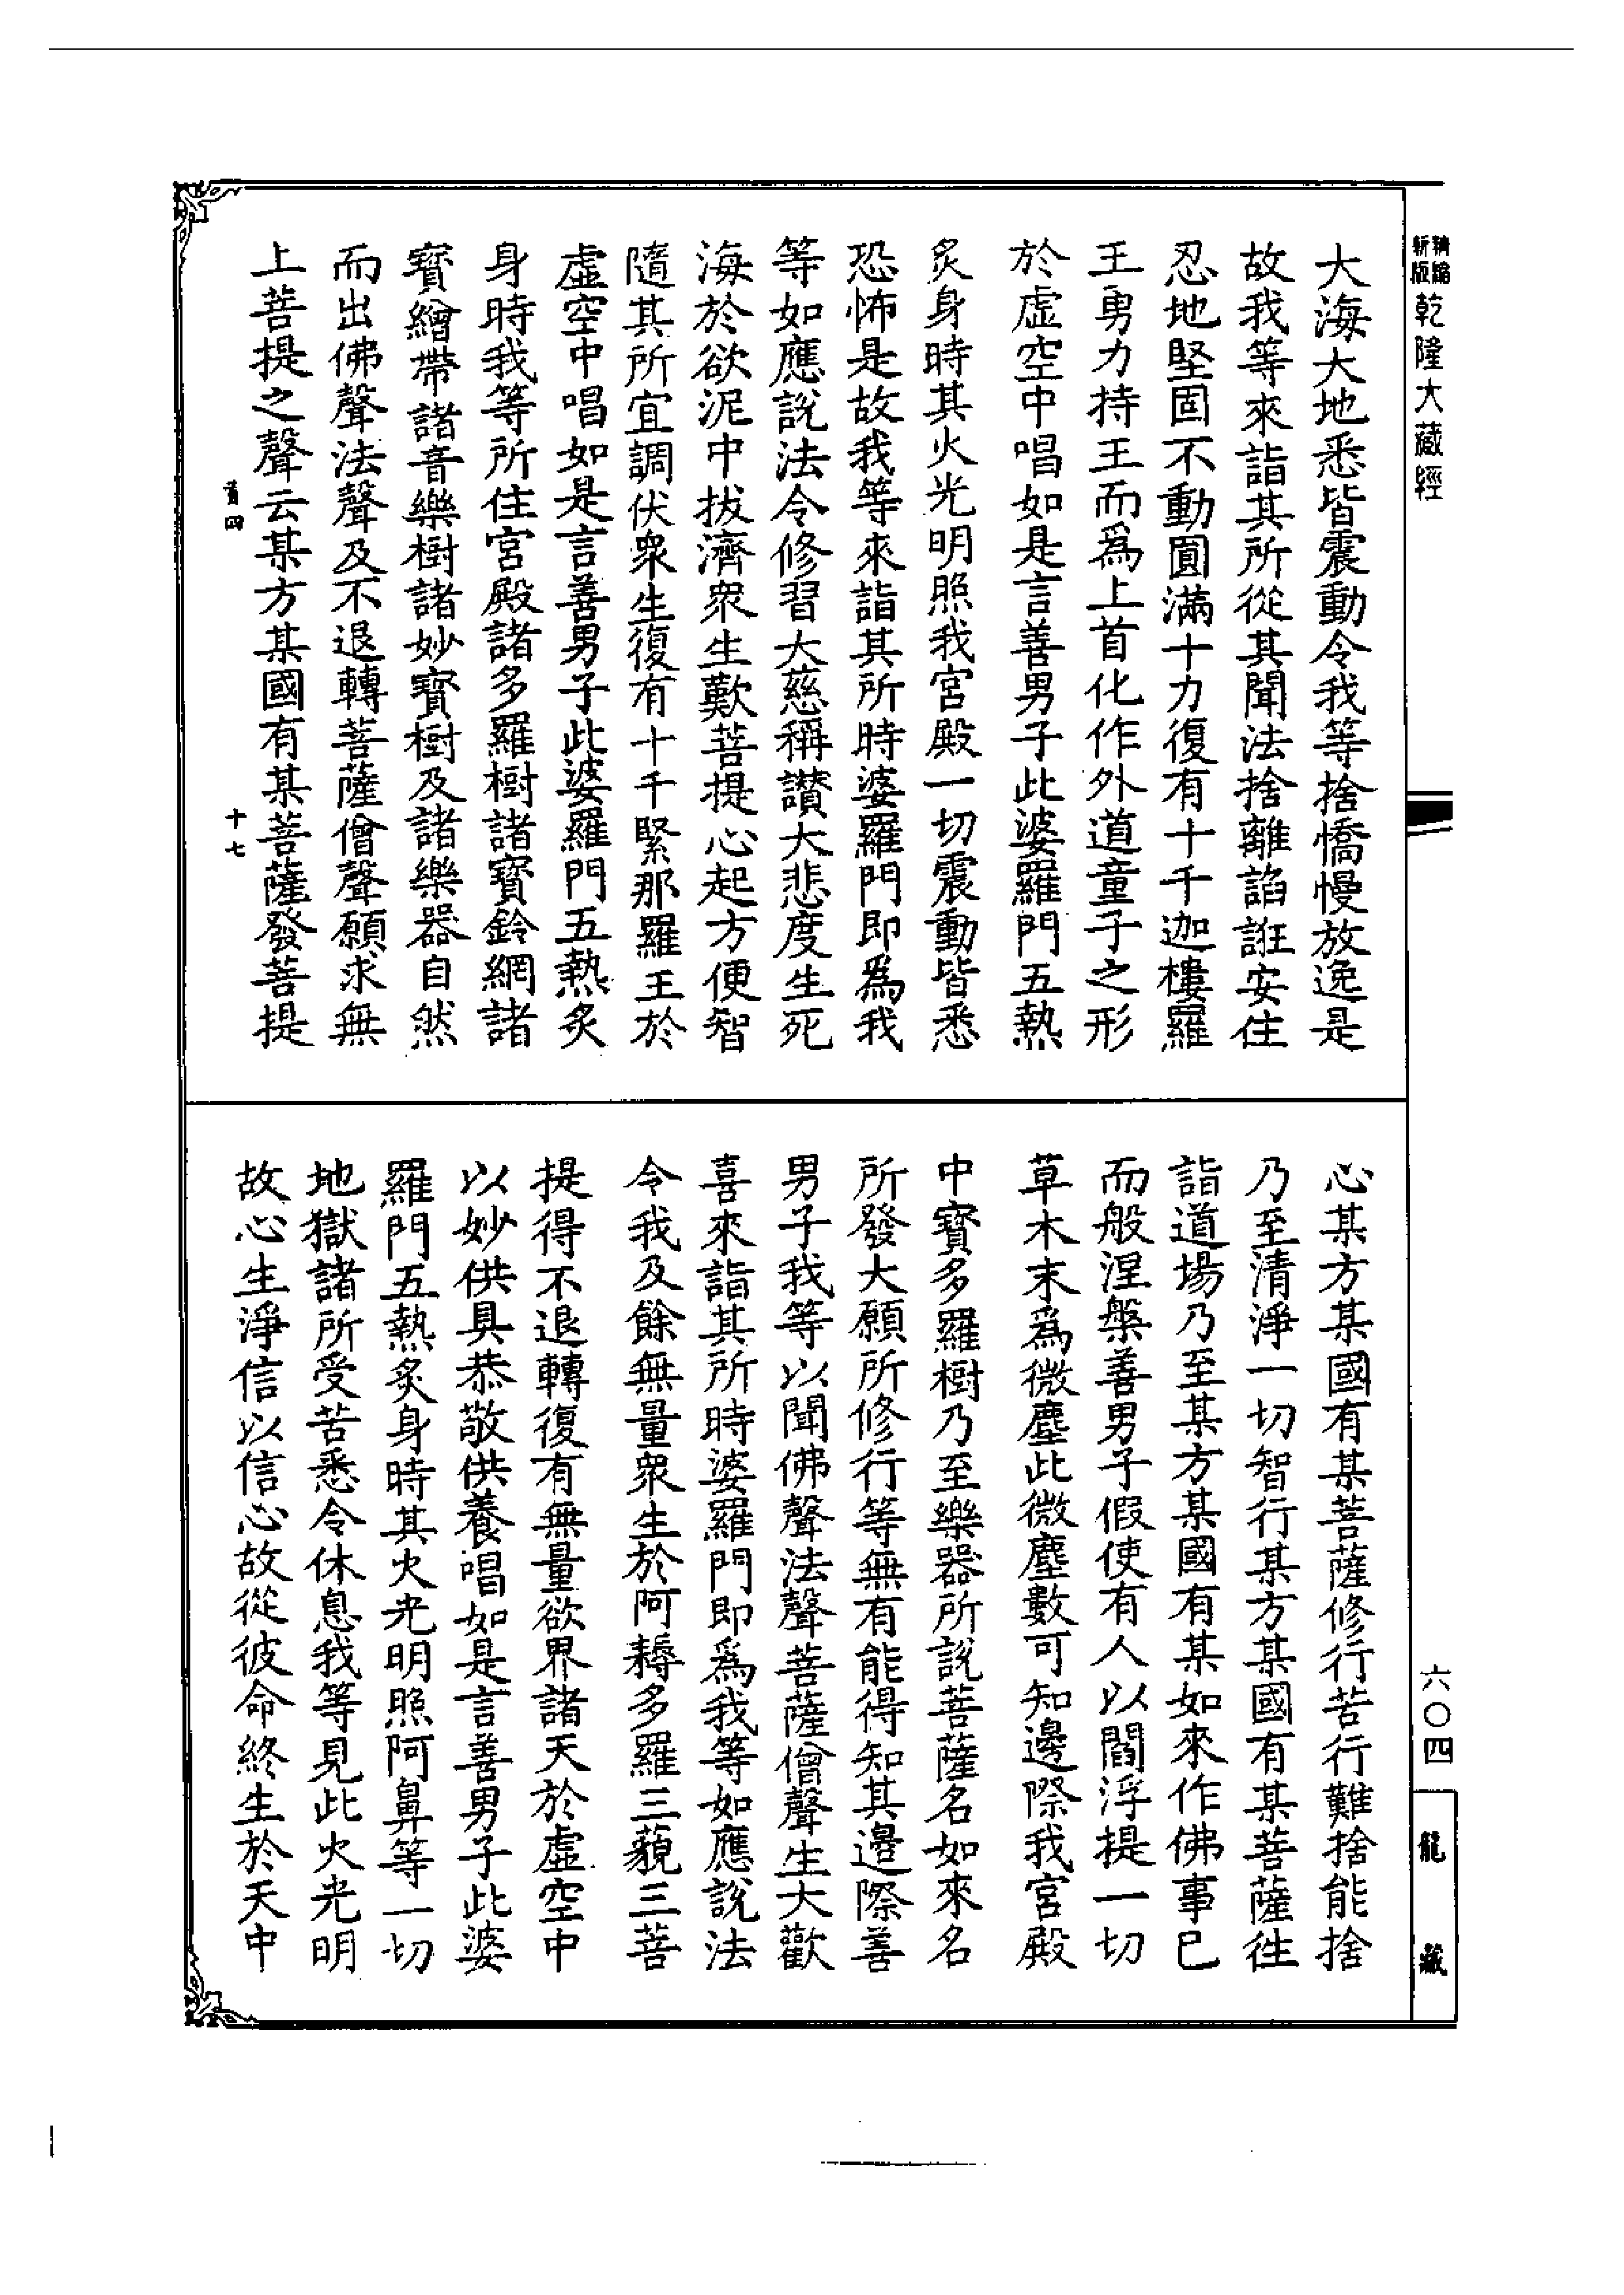 精縮新版乾隆大藏經
大海大地悉皆震動令我等捨憍慢放逸是
故我等來詣其所從其聞法捨離諂誑安住
忍地堅固不動圓滿十力復有十千迦樓羅
王勇力持王而爲上首化作外道童子之形
於虛空中唱如是言善男子此婆羅門五熱
炙身時其火光明照我宮殿一切震動皆悉
恐怖是故我等來詣其所時婆羅門即爲我
等如應說法令修習大慈稱讃大悲度生死
海於欲泥中拔濟衆生歎菩提心起方便智
隨其所宜調伏衆生復有十千緊那羅王於
虛空中唱如是言善男子此婆羅門五熱炙
身時我等所住宮殿諸多羅樹諸寶鈴網諸
寶繒帶諸音樂樹諸妙寶樹及諸樂器自然
而出佛聲法聲及不退轉菩薩僧聲願求無
上菩提之聲云某方某國有某菩薩發菩提
四 十七
心某方某國有某菩薩修行苦行難捨能捨
乃至清淨一切智行某方某國有某菩薩往
詣道場乃至某方某國有某如來作佛事已
而般涅槃善男子假使有人以閻浮提一切
草木末爲微塵此微塵數可知邊際我宮殿
中寶多羅樹乃至樂器所說菩薩名如來名
所發大願所修行等無有能得知其邊際善
男子我等以聞佛聲法聲菩薩僧聲生大歡
喜來詣其所時婆羅門即爲我等如應說法
令我及餘無量衆生於阿耨多羅三藐三菩
提得不退轉復有無量欲界諸天於虛空中
以妙供具恭敬供養唱如是言善男子此婆
羅門五熱炙身時其火光明照阿鼻等一切
地獄諸所受苦悉令休息我等見此火光明
故心生淨信以信心故從彼命終生於天中
六〇四
龍藏